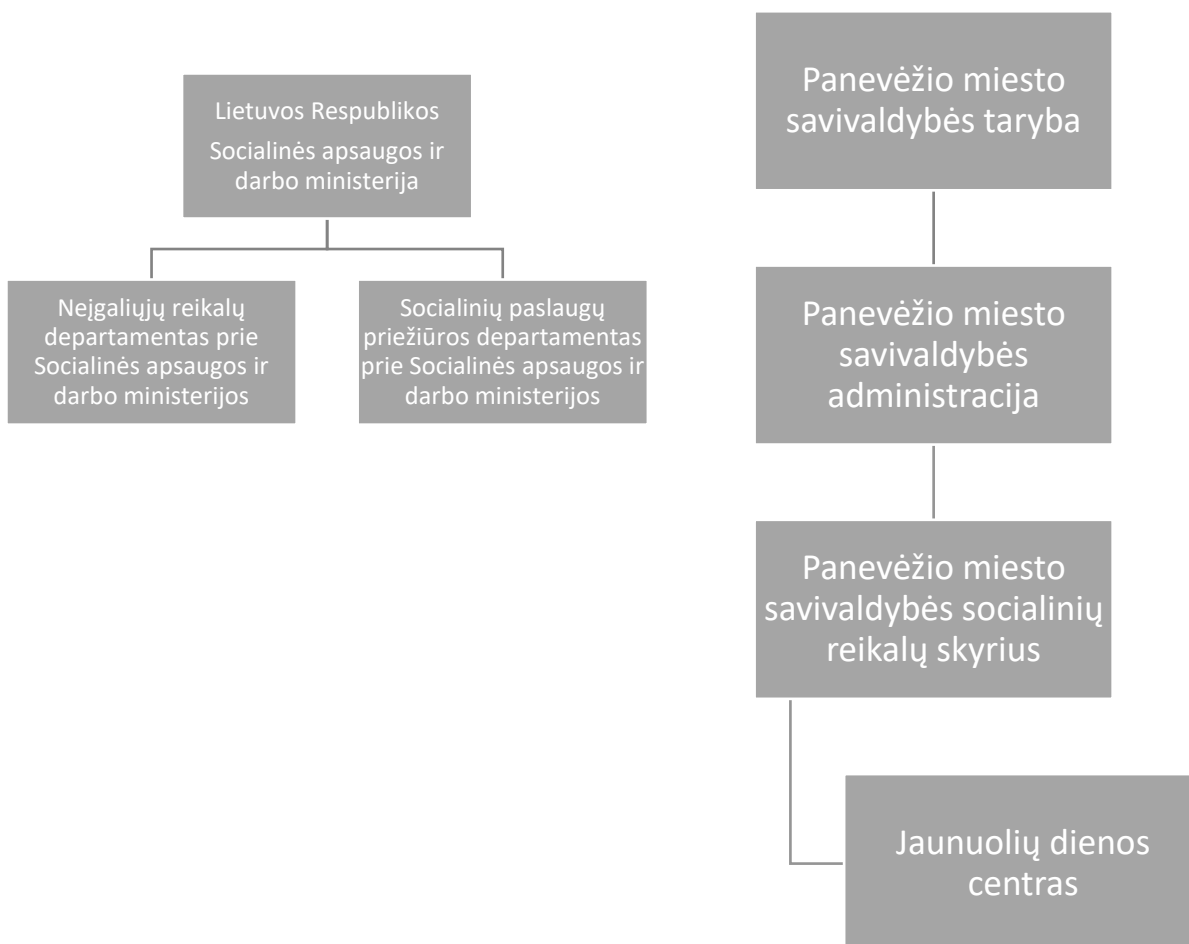 Lietuvos Respublikos
Socialinės apsaugos ir
darbo ministerija
Neįgaliųjų reikalų
departamentas prie
Socialinės apsaugos ir
darbo ministerijos
Socialinių paslaugų
priežiūros departamentas
prie Socialinės apsaugos ir
darbo ministerijos
Panevėžio miesto
savivaldybės taryba
Panevėžio miesto
savivaldybės
administracija
Panevėžio miesto
savivaldybės socialinių
reikalų skyrius
Jaunuolių dienos
centras